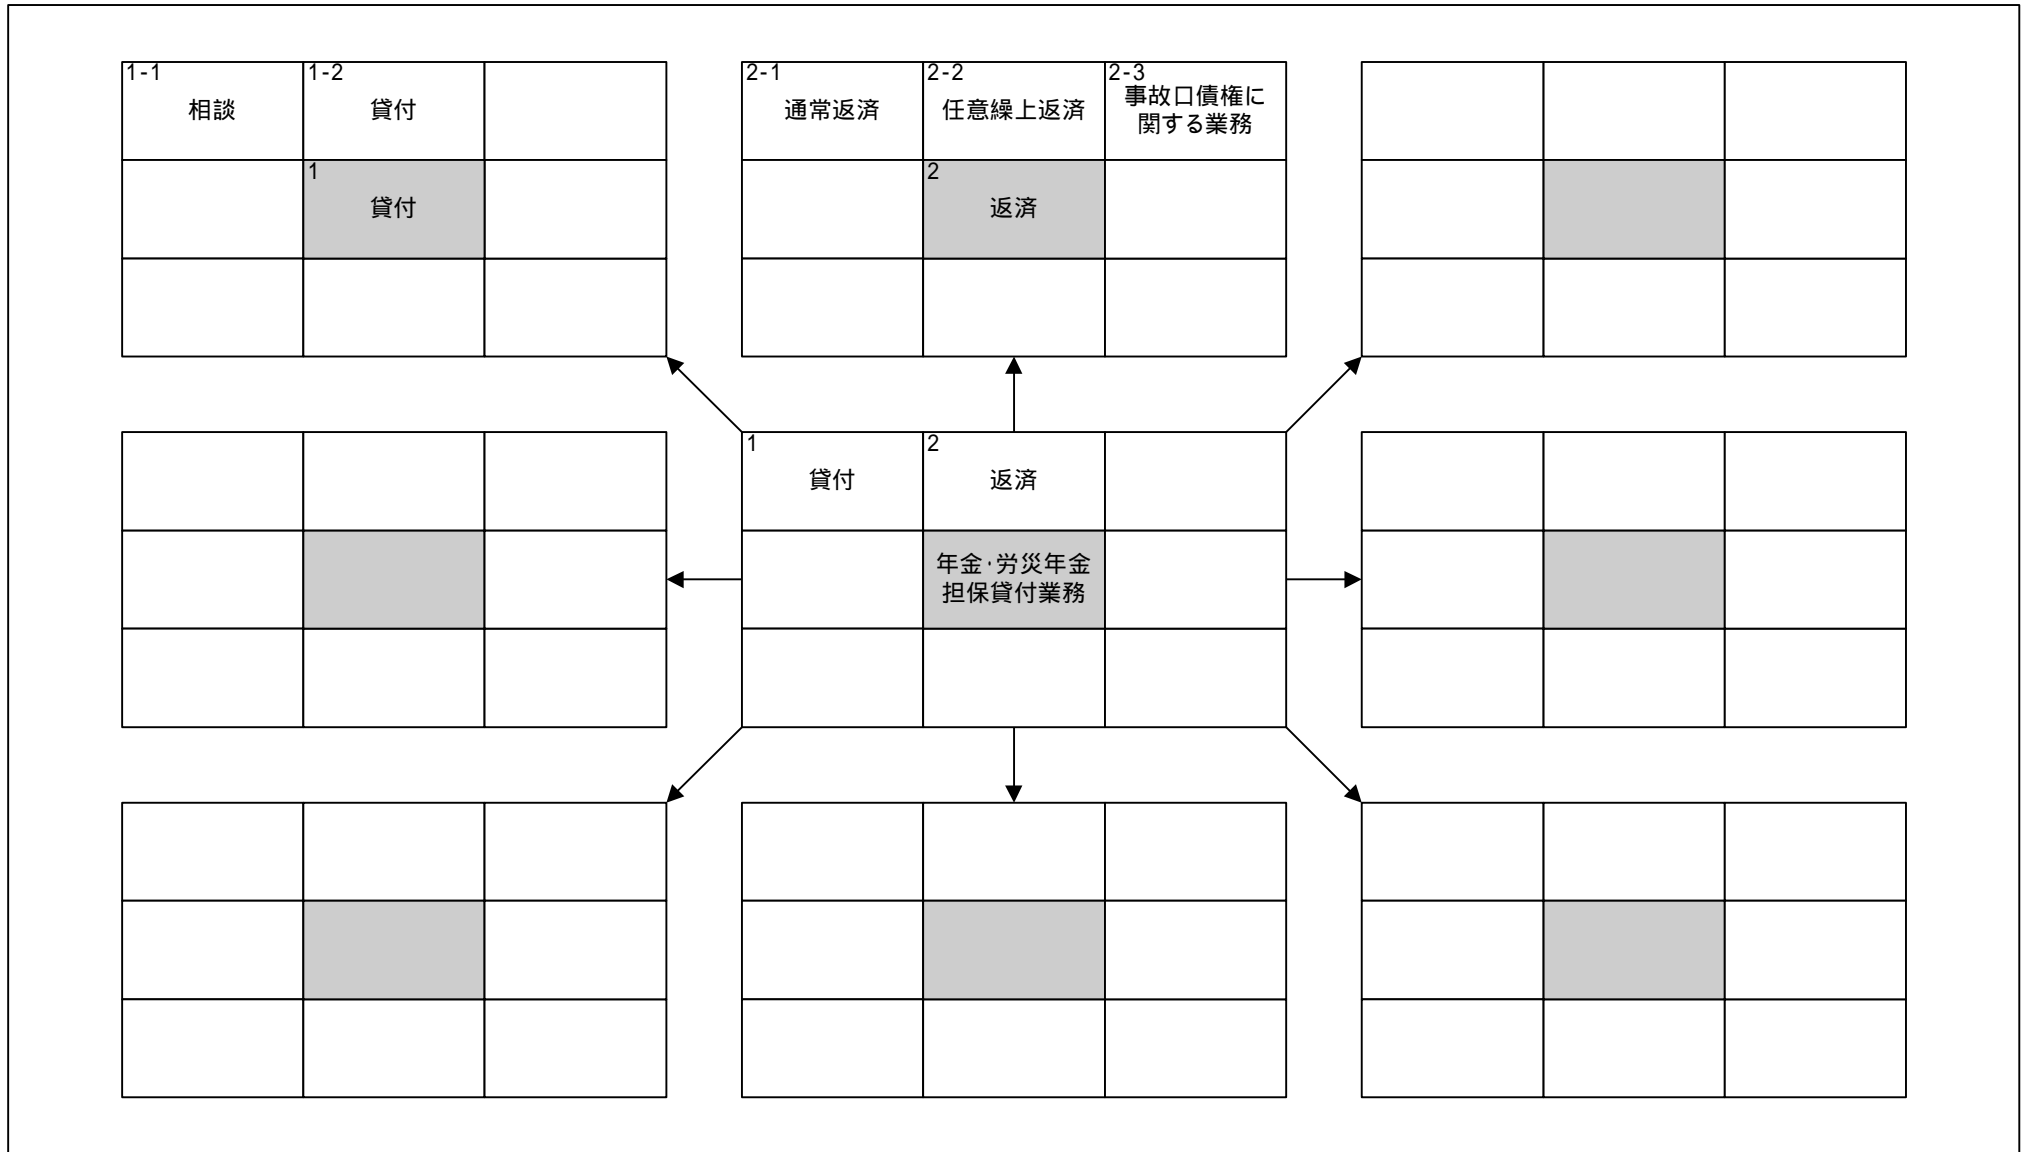 1-1
相談
1-2
貸付
1
貸付
2-1
通常返済
2-2
任意繰上返済
2-3
事故口債権に
関する業務
2
返済
1
貸付
2
返済
年金・労災年金
担保貸付業務